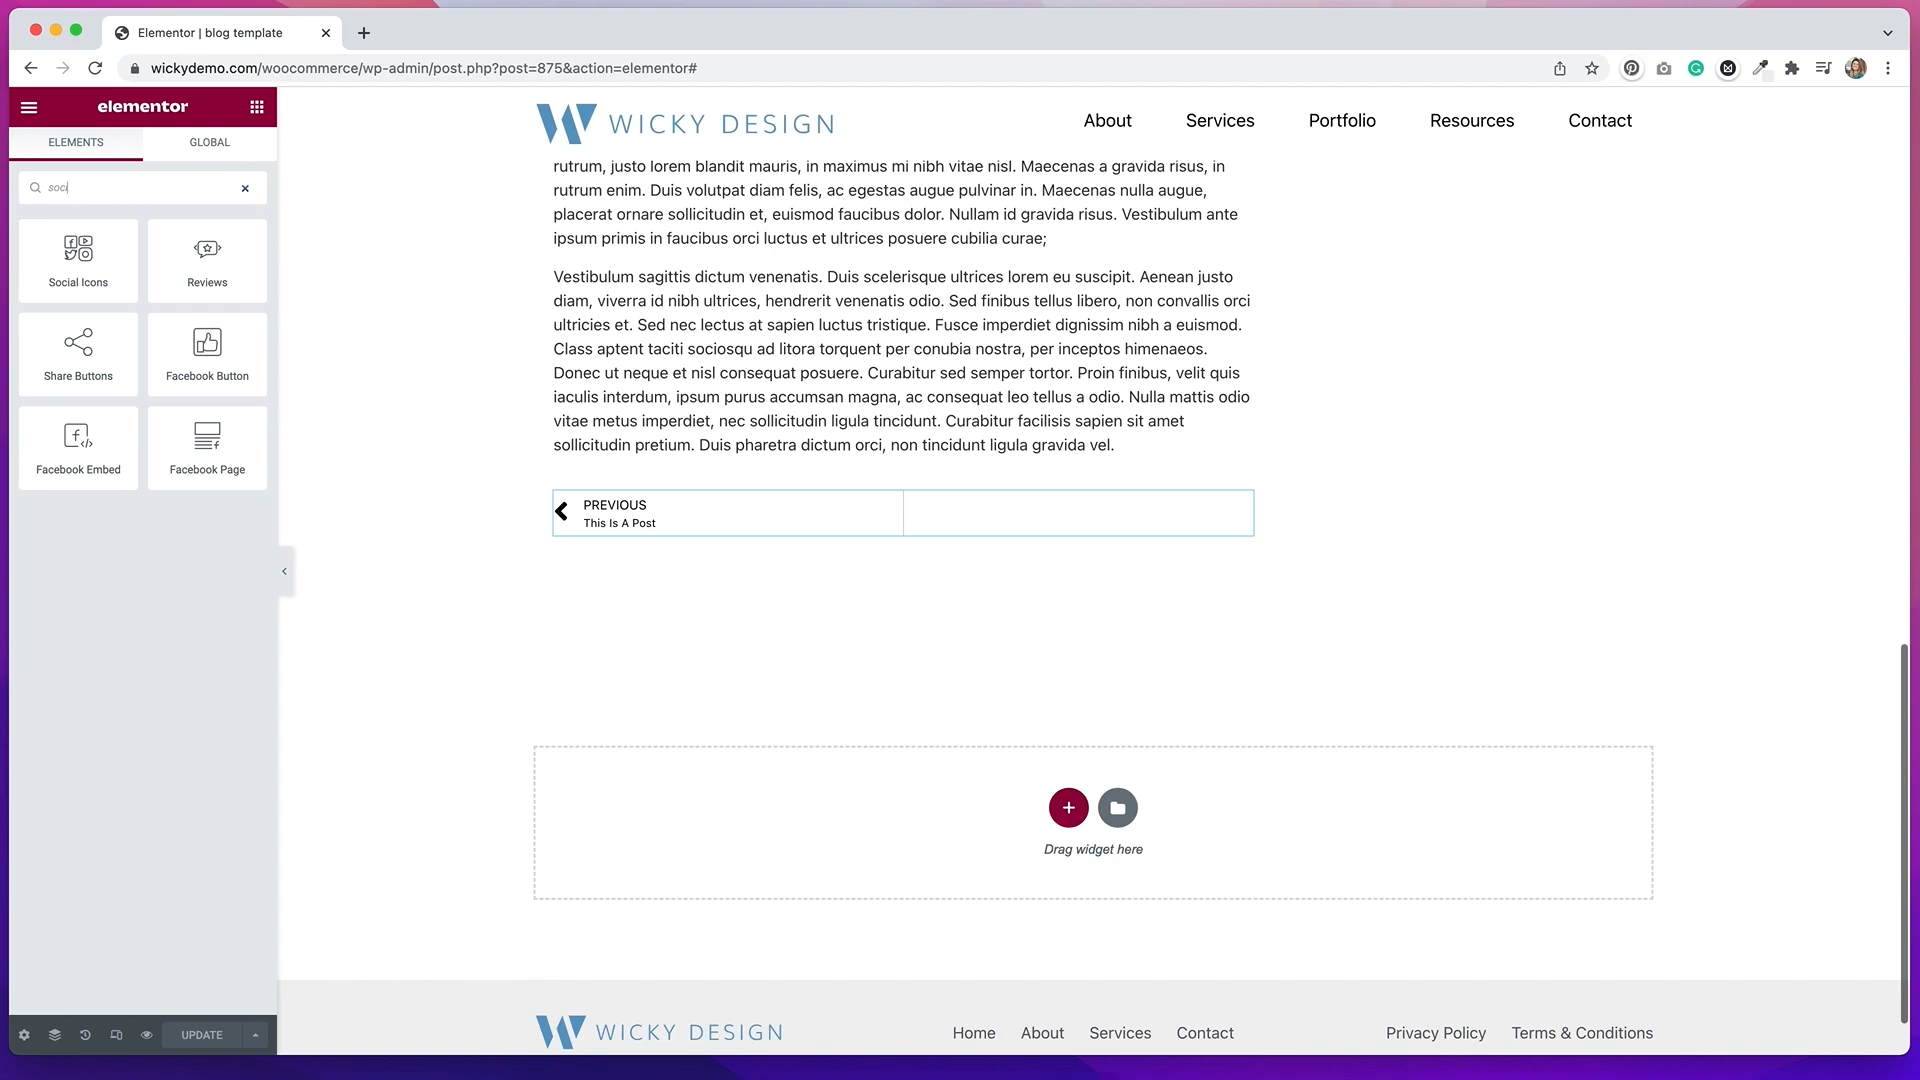 Elementor | blog template
wickydemo.com/woocommerce/wp-admin/post.php?post=875&action=elementor#
elementor
ELEMENTS
GLOBAL
soci
Social Icons
Reviews
Share Buttons
Facebook Button
Facebook Embed
Facebook Page
UPDATE
WICKY DESIGN
About
Services
Portfolio
Resources
Contact
rutrum, justo lorem blandit mauris, in maximus mi nibh vitae nisl. Maecenas a gravida risus, in
rutrum enim. Duis volutpat diam felis, ac egestas augue pulvinar in. Maecenas nulla augue,
placerat ornare sollicitudin et, euismod faucibus dolor. Nullam id gravida risus. Vestibulum ante
ipsum primis in faucibus orci luctus et ultrices posuere cubilia curae;
Vestibulum sagittis dictum venenatis. Duis scelerisque ultrices lorem eu suscipit. Aenean justo
diam, viverra id nibh ultrices, hendrerit venenatis odio. Sed finibus tellus libero, non convallis orci
ultricies et. Sed nec lectus at sapien luctus tristique. Fusce imperdiet dignissim nibh a euismod.
Class aptent taciti sociosqu ad litora torquent per conubia nostra, per inceptos himenaeos.
Donec ut neque et nisl consequat posuere. Curabitur sed semper tortor. Proin finibus, velit quis
iaculis interdum, ipsum purus accumsan magna, ac consequat leo tellus a odio. Nulla mattis odio
vitae metus imperdiet, nec sollicitudin ligula tincidunt. Curabitur facilisis sapien sit amet
sollicitudin pretium. Duis pharetra dictum orci, non tincidunt ligula gravida vel.
PREVIOUS
This Is A Post
Drag widget here
WICKY DESIGN
Home
About
Services
Contact
Privacy Policy
Terms & Conditions